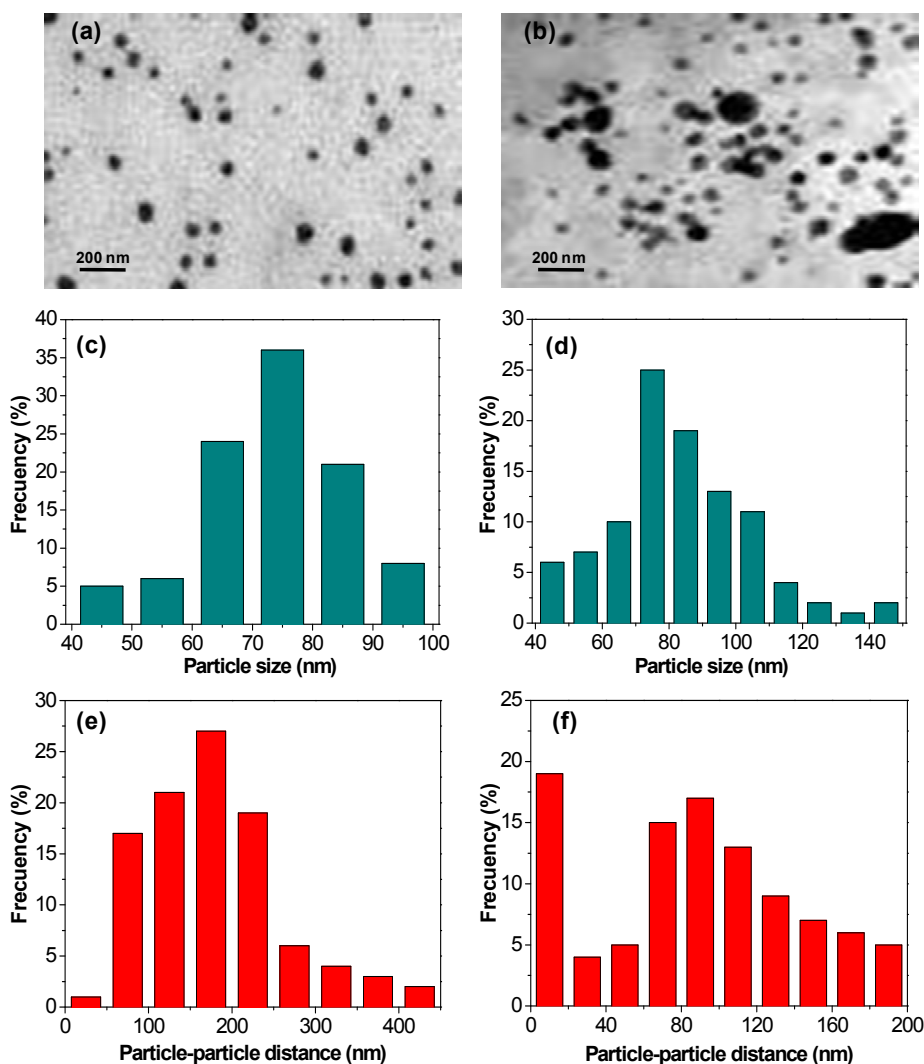 (a)
200 nm
(b)
200 nm
(c)
Frecuency (%)
40
35
30
25
20
15
10
5
0
40 50 60 70 80 90 100
Particle size (nm)
(d)
Frecuency (%)
30
25
20
15
10
5
0
40 60 80 100 120 140
Particle size (nm)
(e)
Frecuency (%)
30
25
20
15
10
5
0
0 100 200 300 400
Particle-particle distance (nm)
(f)
Frecuency (%)
25
20
15
10
5
0
0 40 80 120 160 200
Particle-particle distance (nm)